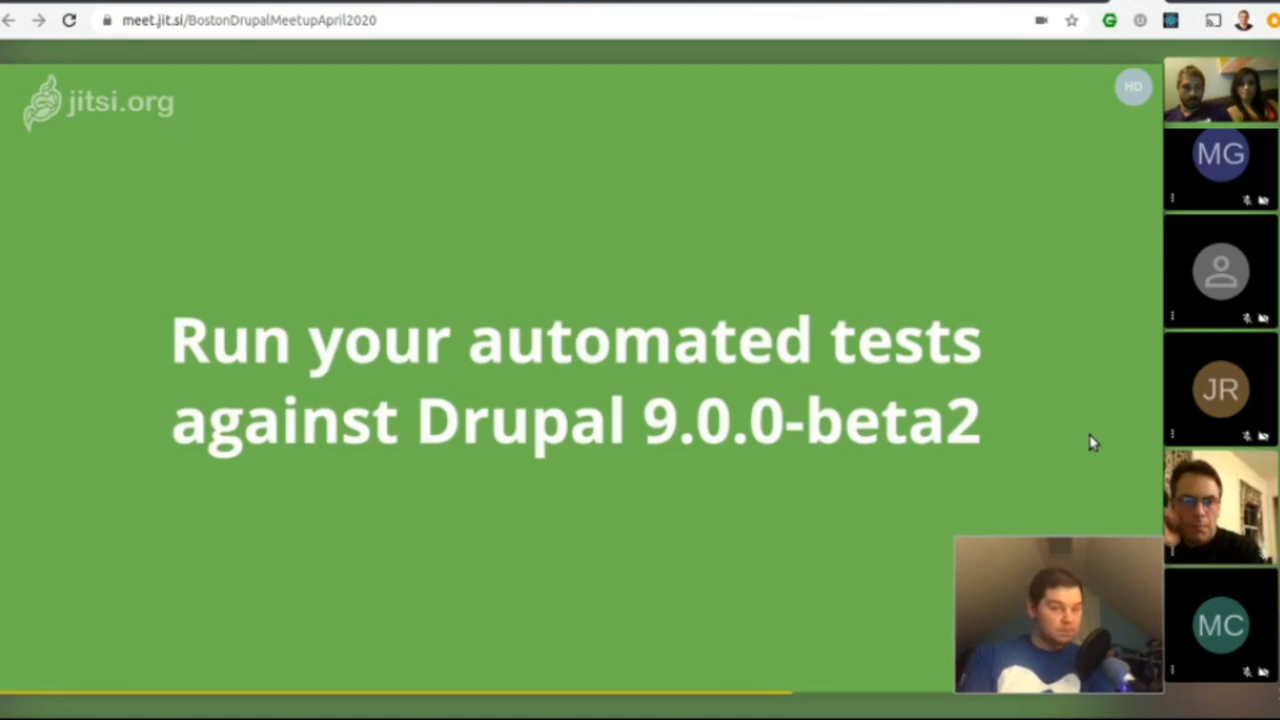 meet.jit.si/BostonDrupalMeetupApril2020
jitsi.org
HD
Run your automated tests
against Drupal 9.0.0-beta2
MG
JR
MC